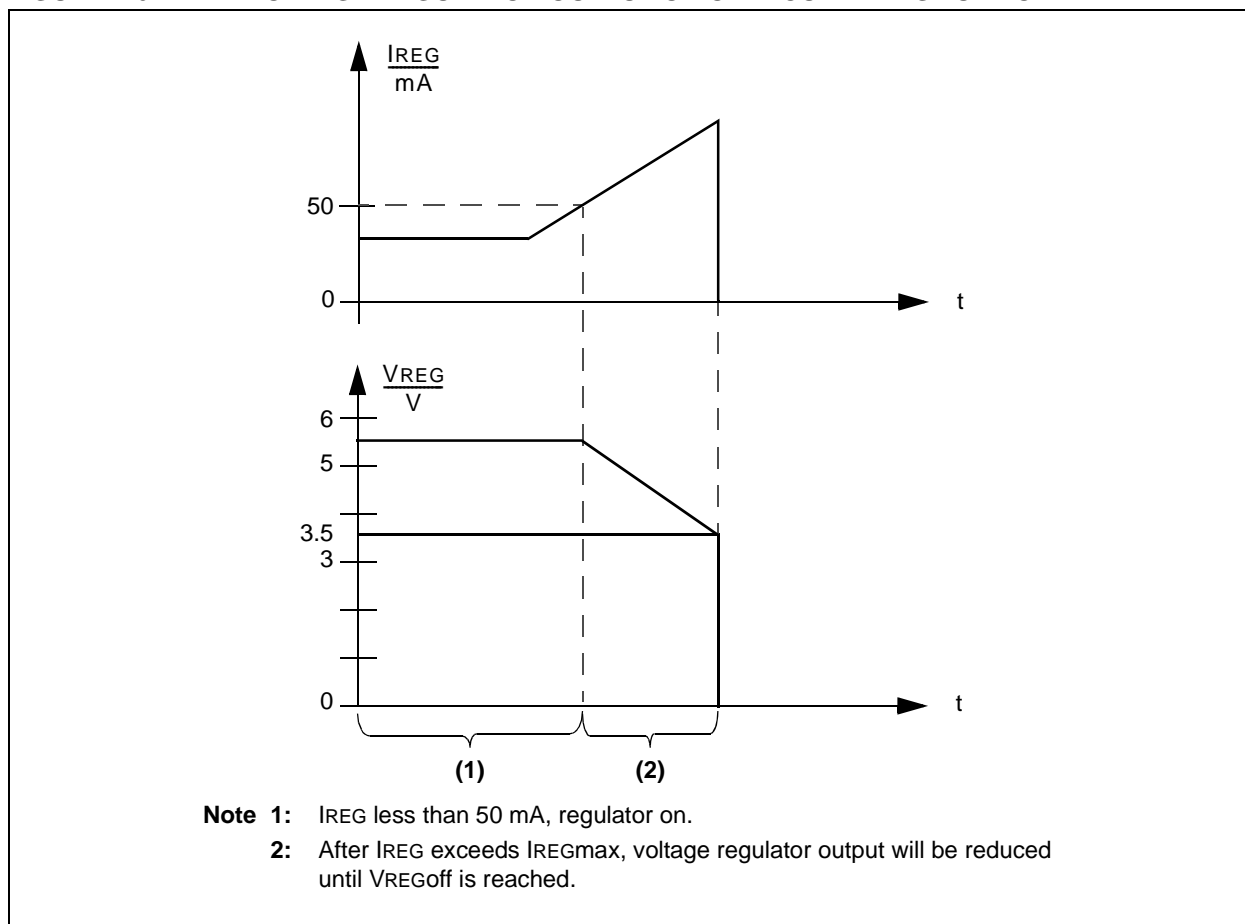 IREG
mA
50
0
t
VREG
V
6
5
3.5
3
0
t
(1)
(2)
Note 1: IREG less than 50 mA, regulator on.
2: After IREG exceeds IREGmax, voltage regulator output will be reduced
until VREGoff is reached.